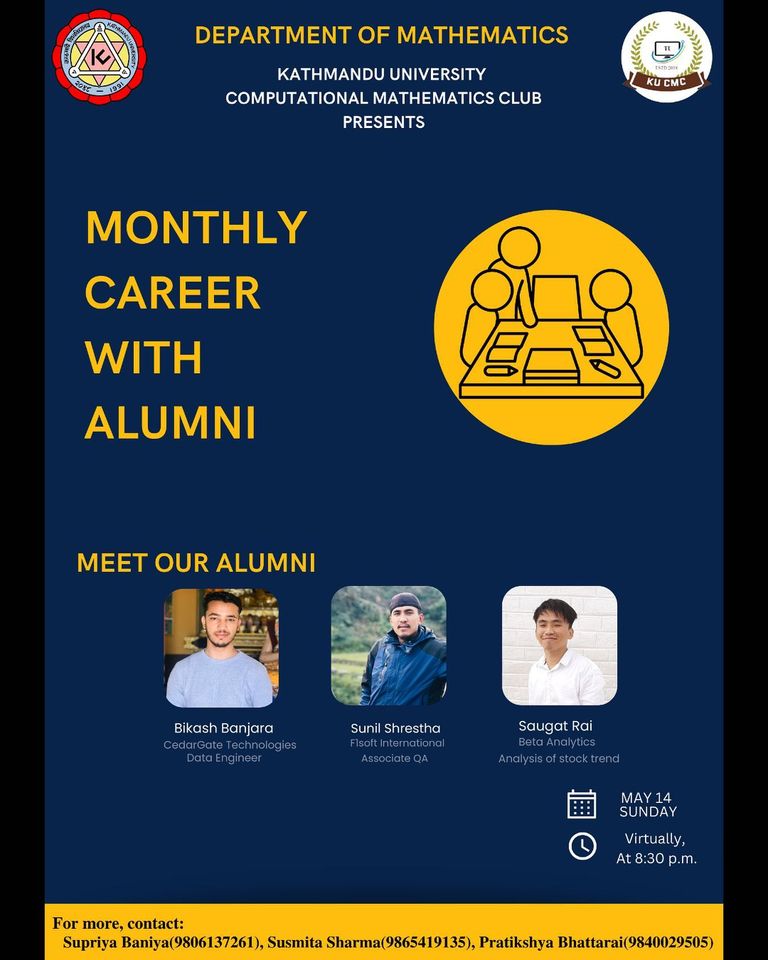 DEPARTMENT OF MATHEMATICS
KATHMANDU UNIVERSITY
COMPUTATIONAL MATHEMATICS CLUB
PRESENTS
KU CMC
MONTHLY
CAREER
WITH
ALUMNI
MEET OUR ALUMNI
Bikash Banjara
CedarGate Technologies
Data Engineer
Sunil Shrestha
F1soft International
Associate QA
Saugat Rai
Beta Analytics
Analysis of stock trend
MAY 14
SUNDAY
Virtually,
At 8:30 p.m.
For more, contact:
Supriya Baniya(9806137261), Susmita Sharma(9865419135), Pratikshya Bhattarai(9840029505)